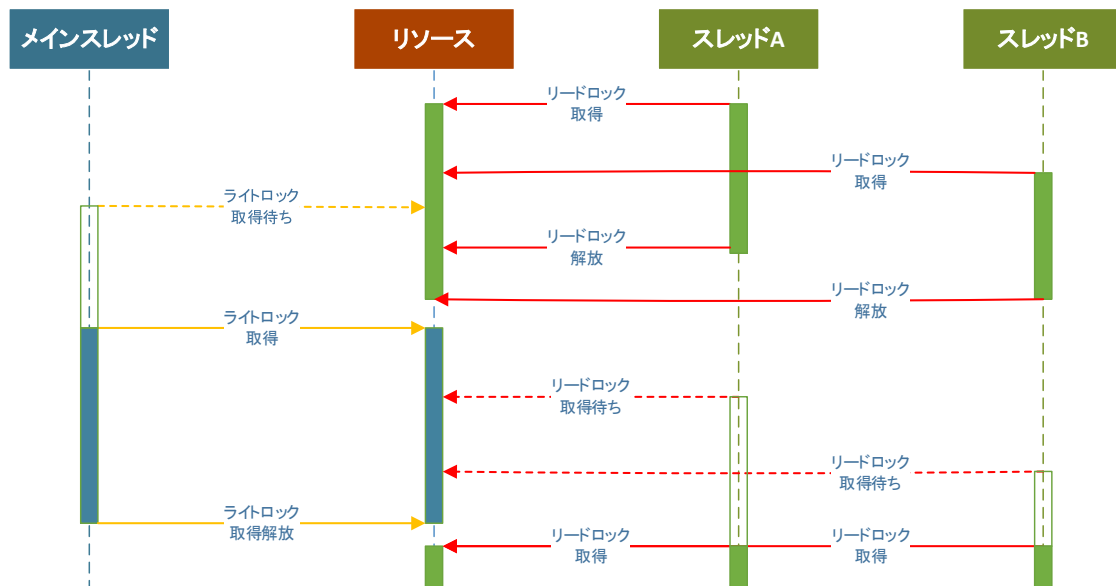 メインスレッド
リソース
スレッドA
スレッドB
リードロック
取得
リードロック
取得
ライトロック
取得待ち
リードロック
解放
リードロック
解放
ライトロック
取得
リードロック
取得待ち
リードロック
取得待ち
ライトロック
取得解放
リードロック
取得
リードロック
取得